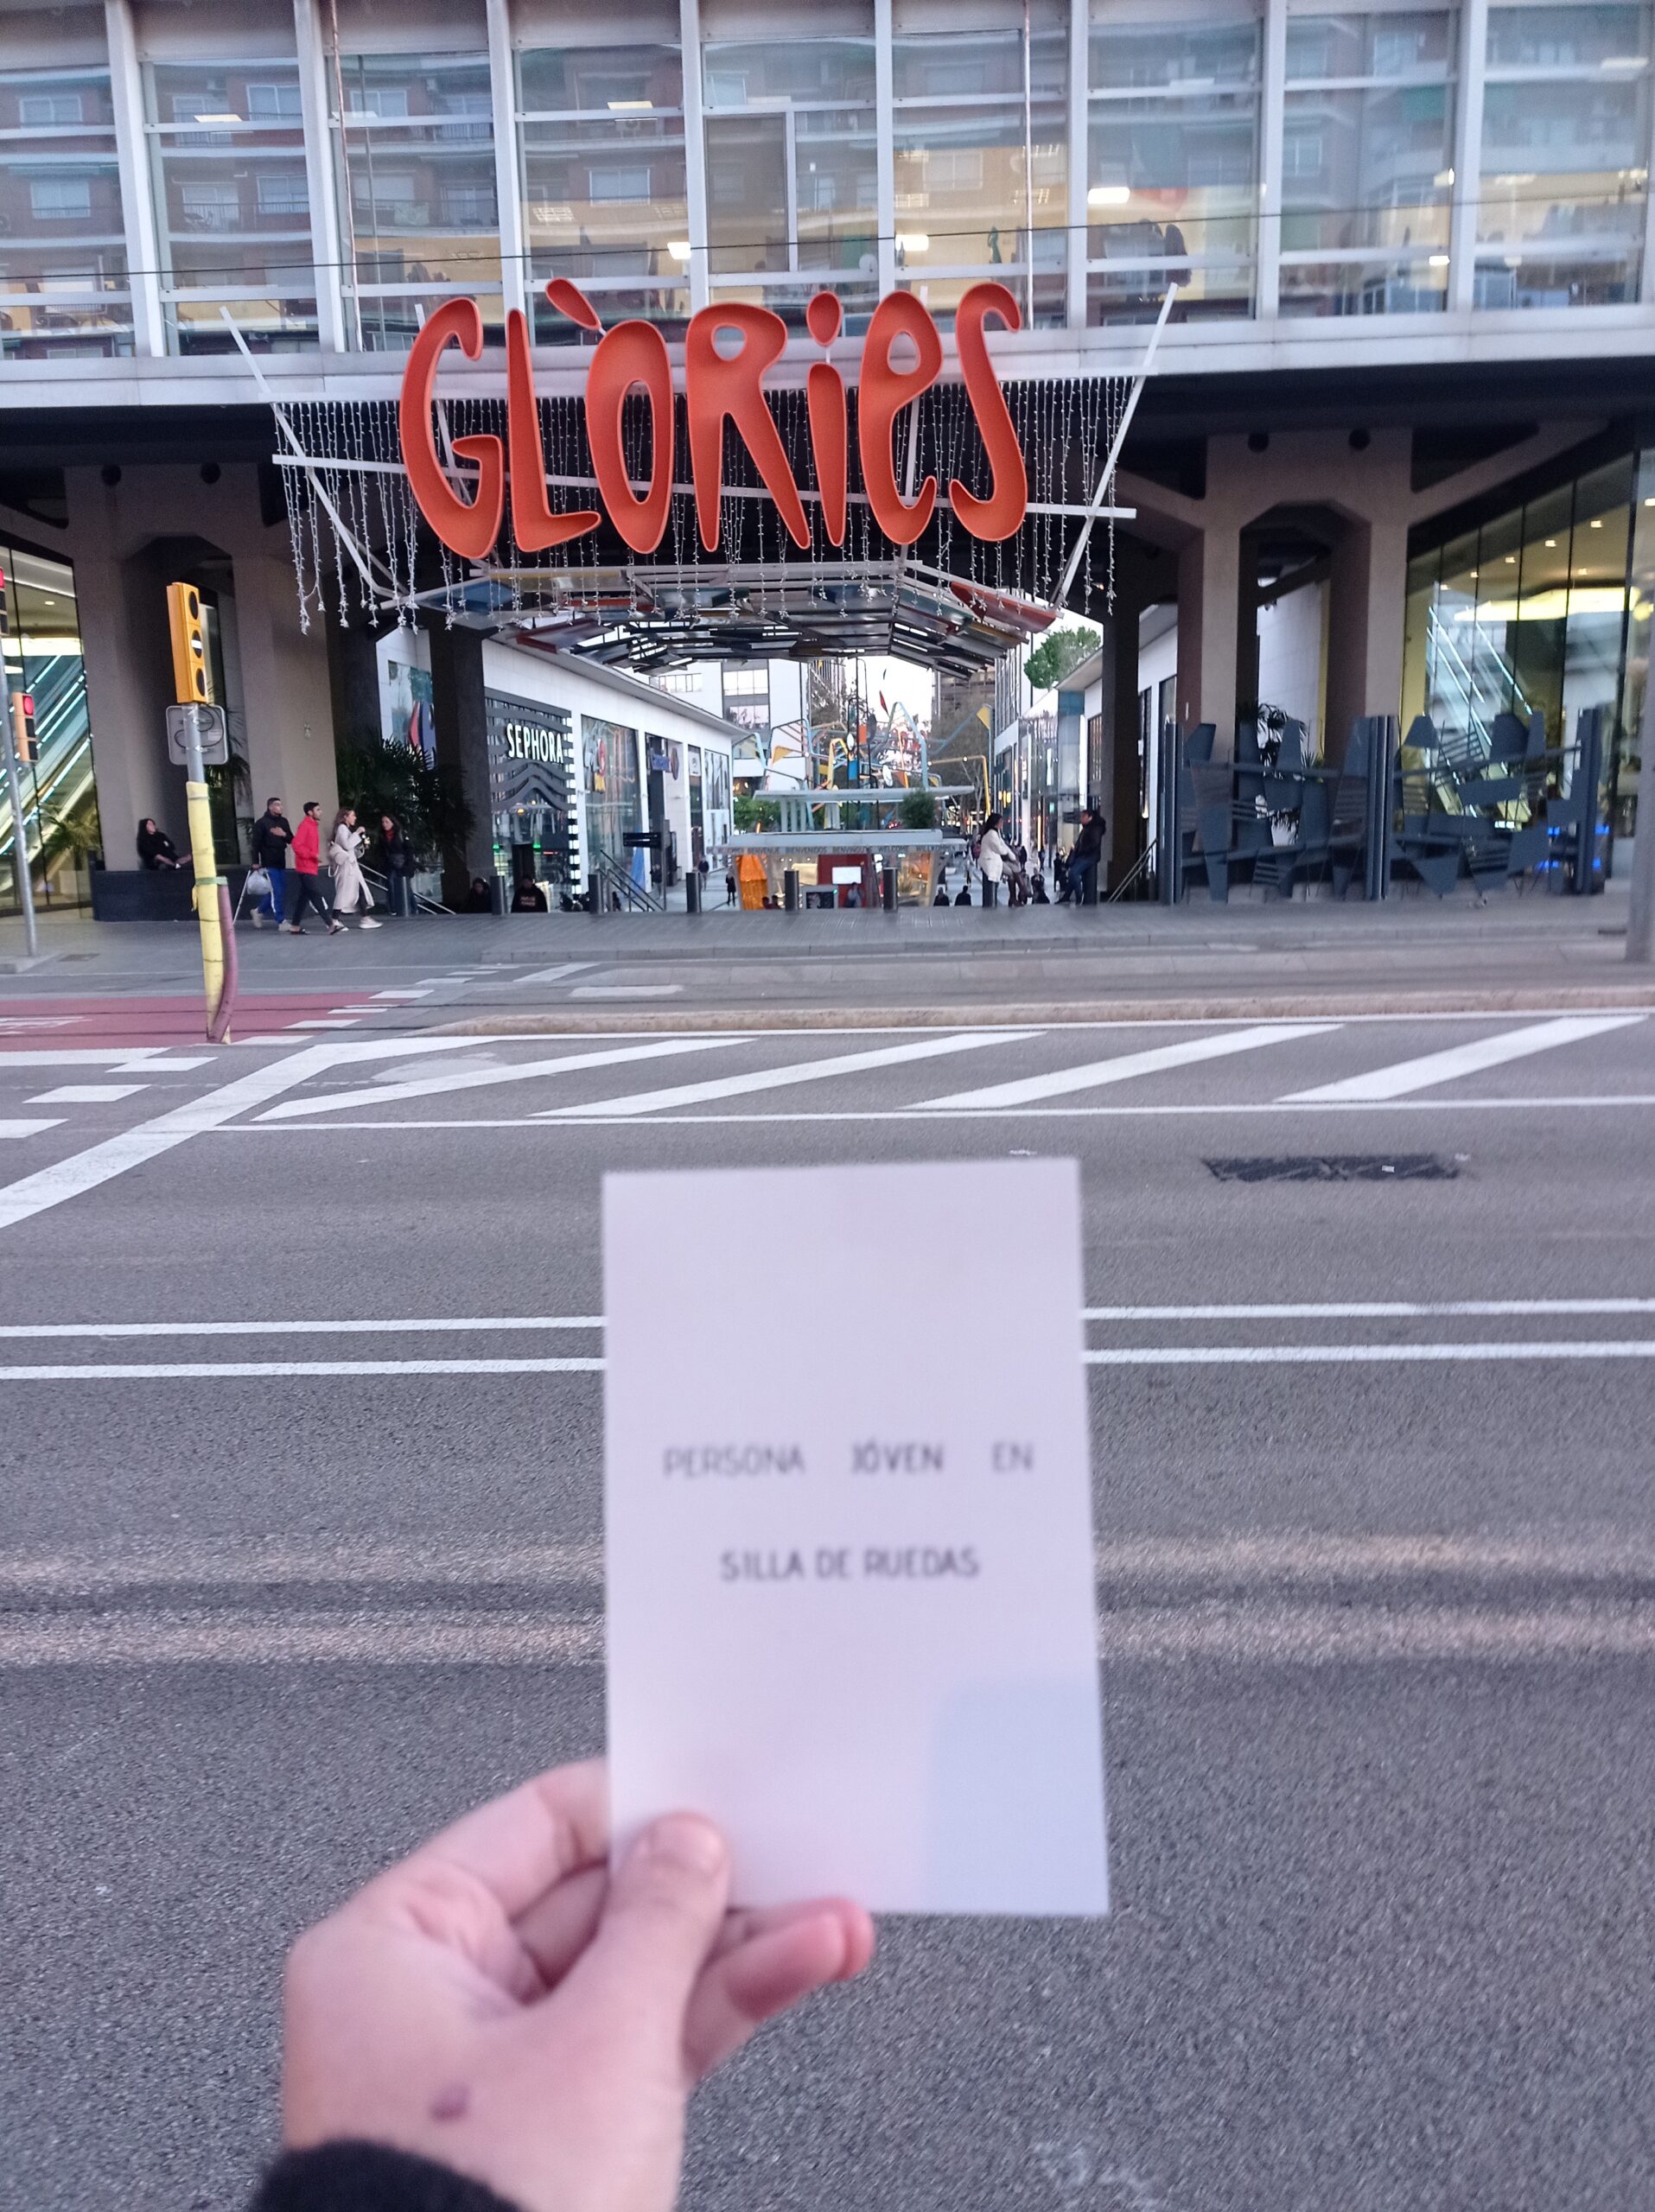 GLÒRIES
SEPHORA
PERSONA JÓVEN EN
SILLA DE RUEDAS